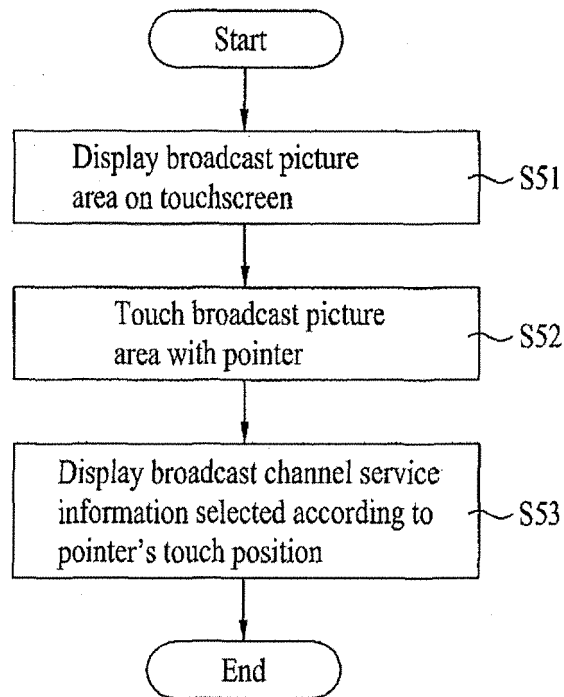 Start
Display broadcast picture
area on touchscreen
S51
Touch broadcast picture
area with pointer
S52
Display broadcast channel service
information selected according to
pointer's touch position
S53
End